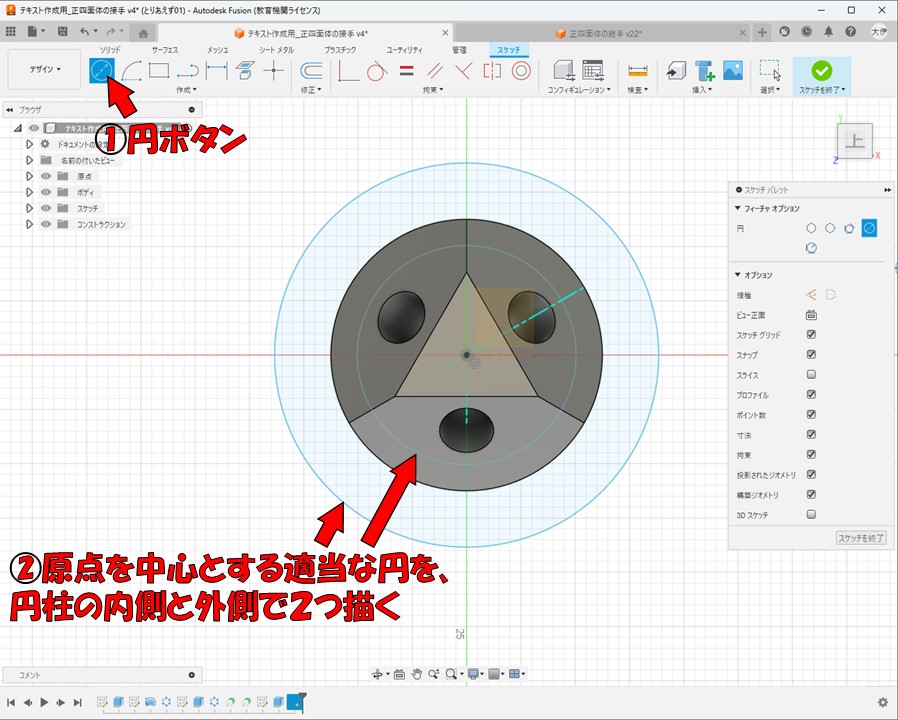 テキスト作成用_正四面体の接手 v4* (とりあえず01) - Autodesk Fusion (教育機関ライセンス)
テキスト作成用_正四面体の接手 v4*
正四面体の継手 v22*
大伊
ソリッド
サーフェス
メッシュ
シート メタル
プラスチック
ユーティリティ
管理
スケッチ
デザイン
作成
修正
拘束
コンフィギュレーション
検査
挿入
選択
スケッチを終了
ブラウザ
テキスト作
①円ボタン
ドキュメントの設
名前の付いたビュー
原点
ボディ
スケッチ
コンストラクション
上
Y
X
Z
スケッチ パレット
フィーチャ オプション
円
オプション
線種
ビュー正面
スケッチ グリッド
スナップ
スライス
プロファイル
ポイント数
寸法
拘束
投影されたジオメトリ
構築ジオメトリ
3D スケッチ
スケッチを終了
②原点を中心とする適当な円を、
円柱の内側と外側で2つ描く
25
コメント